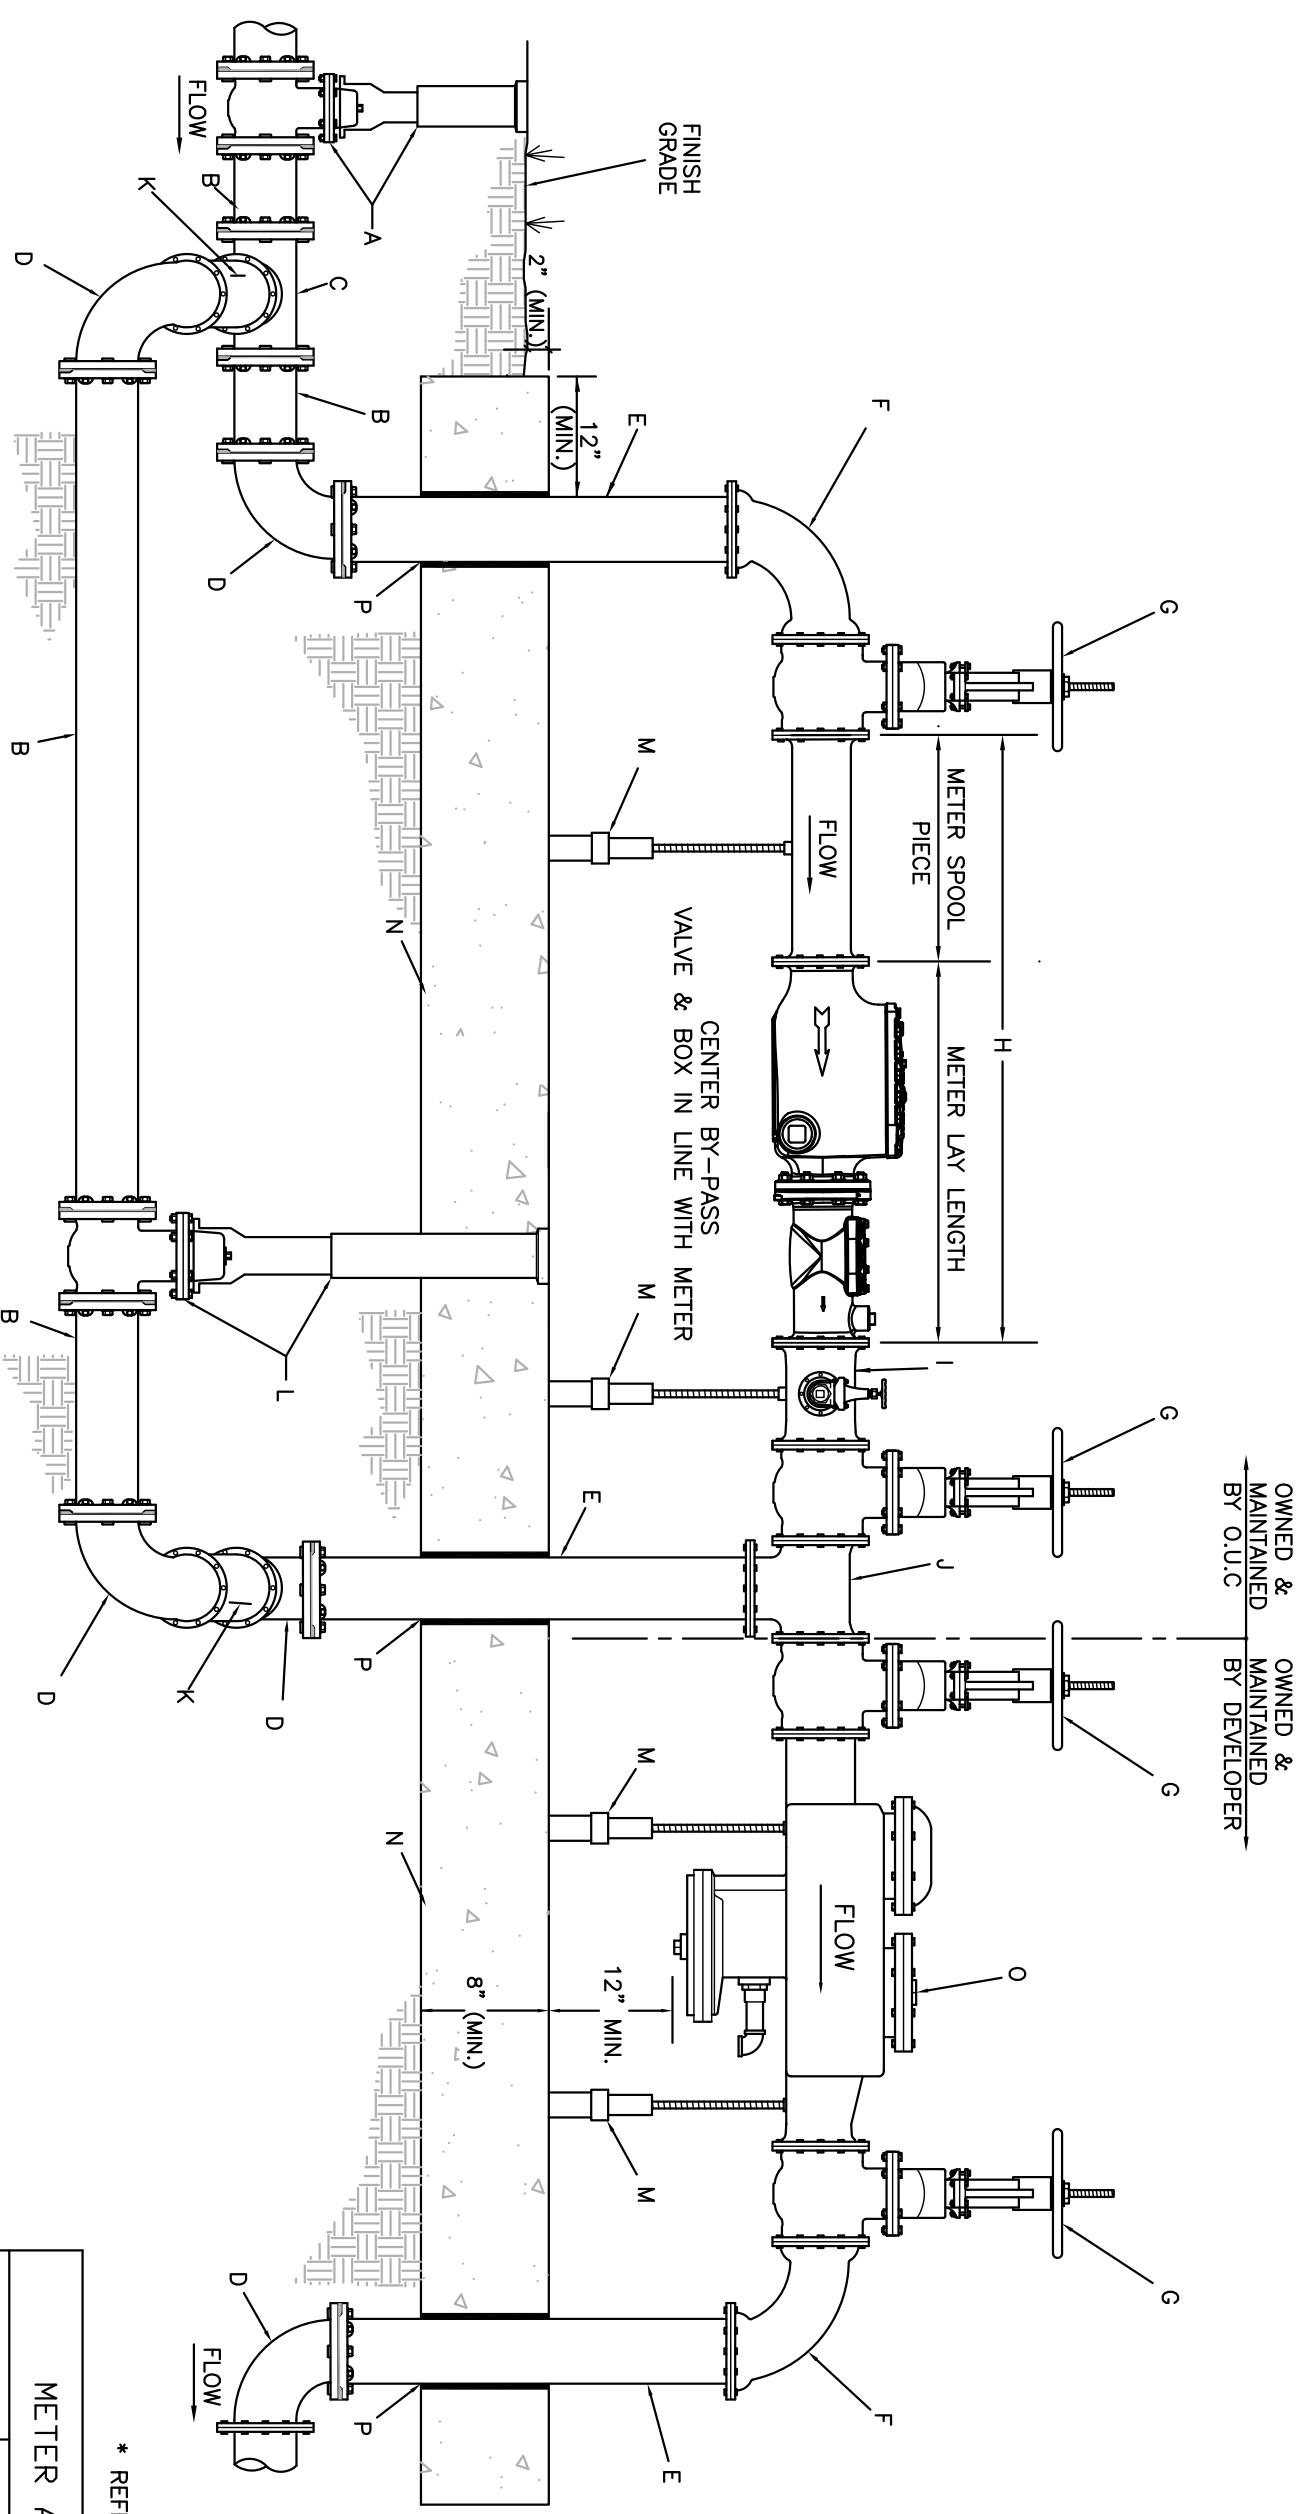 OWNED &
MAINTAINED
BY O.U.C
OWNED &
MAINTAINED
BY DEVELOPER
G
G
G
G
H
METER SPOOL
PIECE
METER LAY LENGTH
F
I
J
O
F
FLOW
FLOW
FINISH
GRADE
CENTER BY-PASS
VALVE & BOX IN LINE WITH METER
M
M
M
M
E
E
E
2" (MIN.)
12"
(MIN.)
12" MIN.
8" (MIN.)
A
C
B
P
N
P
N
P
FLOW
B
K
D
D
L
D
K
D
FLOW
D
B
B
* REF
METER A